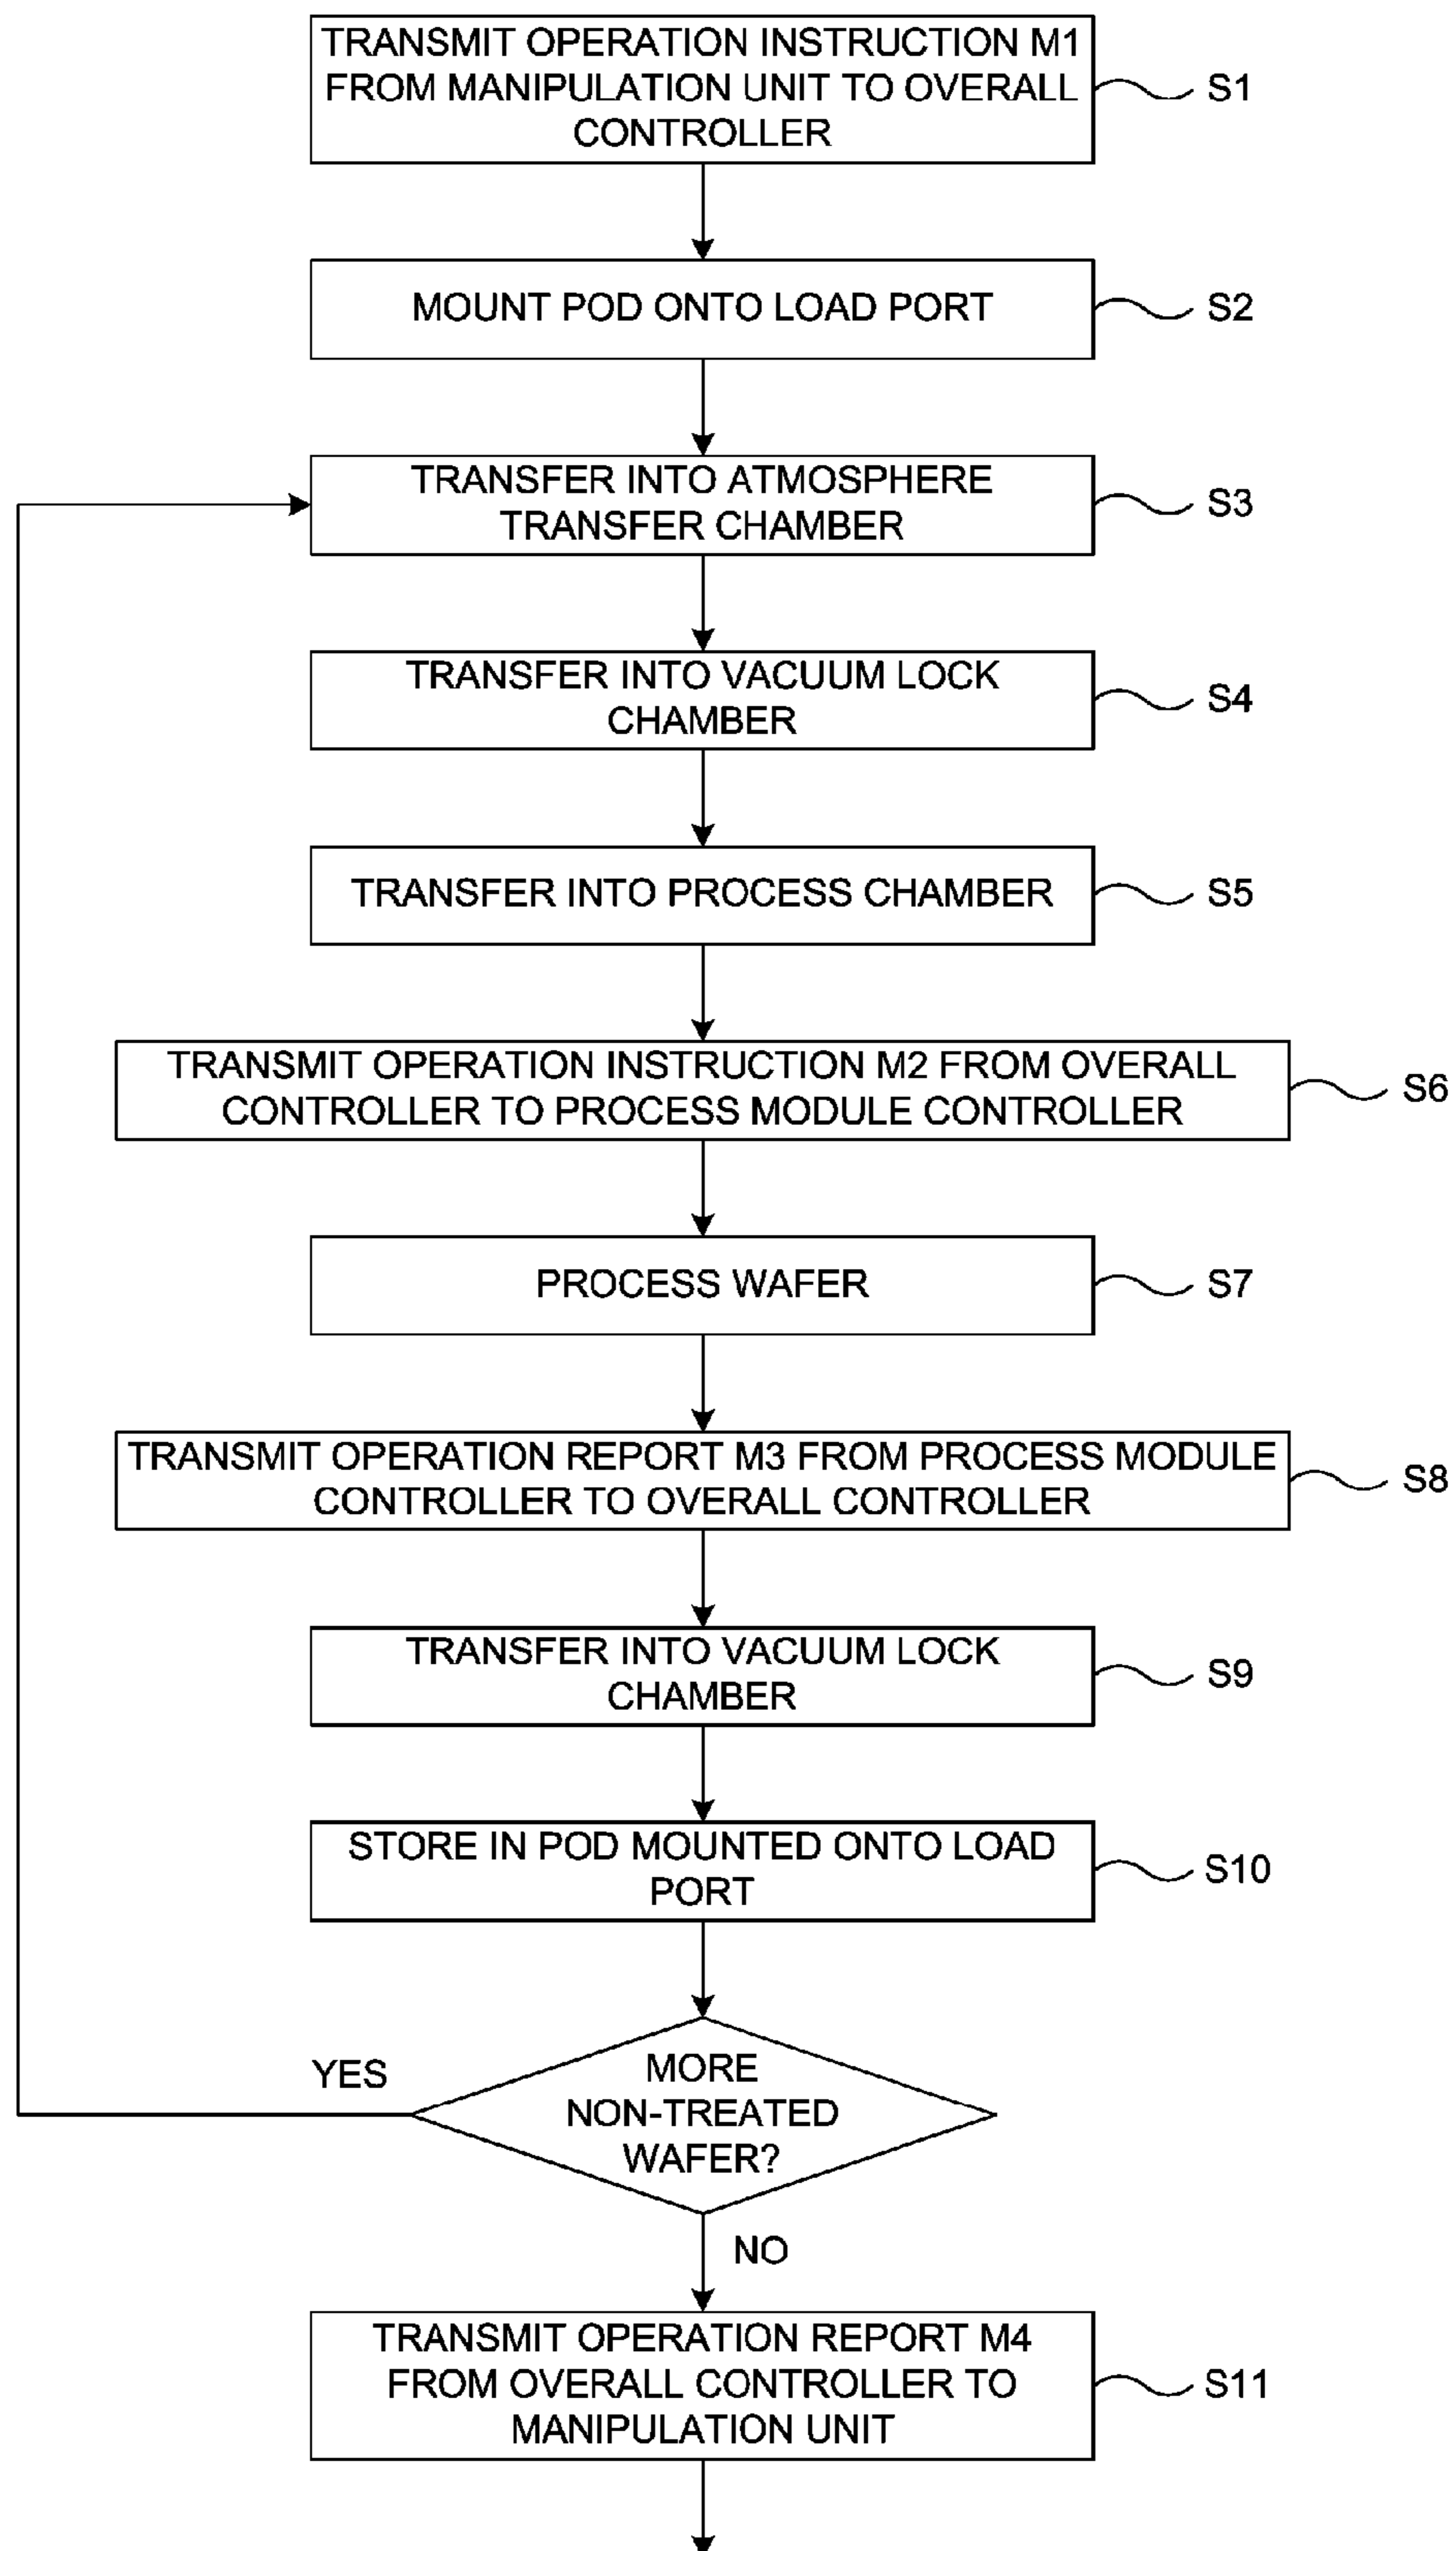 TRANSMIT OPERATION INSTRUCTION M1
FROM MANIPULATION UNIT TO OVERALL
CONTROLLER
S1
MOUNT POD ONTO LOAD PORT
S2
TRANSFER INTO ATMOSPHERE
TRANSFER CHAMBER
S3
TRANSFER INTO VACUUM LOCK
CHAMBER
S4
TRANSFER INTO PROCESS CHAMBER
S5
TRANSMIT OPERATION INSTRUCTION M2 FROM OVERALL
CONTROLLER TO PROCESS MODULE CONTROLLER
S6
PROCESS WAFER
S7
TRANSMIT OPERATION REPORT M3 FROM PROCESS MODULE
CONTROLLER TO OVERALL CONTROLLER
S8
TRANSFER INTO VACUUM LOCK
CHAMBER
S9
STORE IN POD MOUNTED ONTO LOAD
PORT
S10
YES
MORE
NON-TREATED
WAFER?
NO
TRANSMIT OPERATION REPORT M4
FROM OVERALL CONTROLLER TO
MANIPULATION UNIT
S11